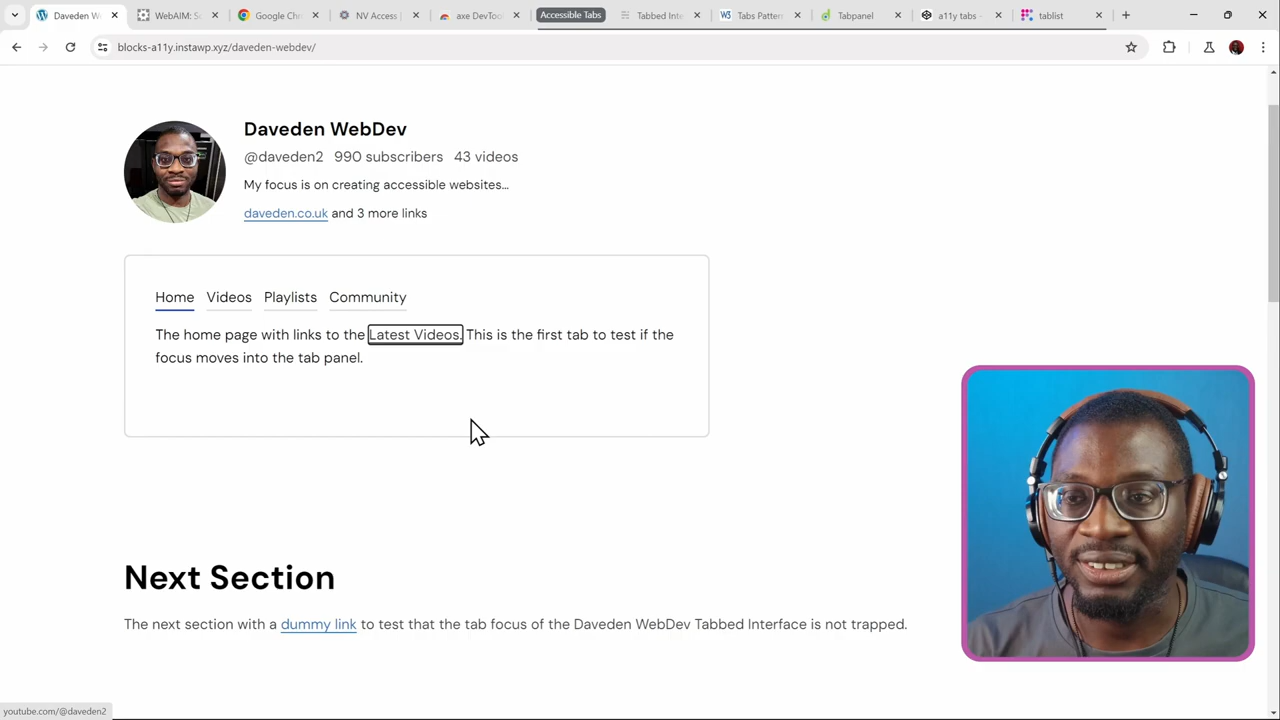 Daveden W
WebAIM: S
Google Ch
NV Access |
axe DevTool
Accessible Tabs
Tabbed Inte
Tabs Pattern
Tabpanel
a11y tabs
tablist
blocks-a11y.instawp.xyz/daveden-webdev/
Daveden WebDev
@daveden2 990 subscribers 43 videos
My focus is on creating accessible websites...
daveden.co.uk and 3 more links
Home Videos Playlists Community
The home page with links to the Latest Videos. This is the first tab to test if the
focus moves into the tab panel.
Next Section
The next section with a dummy link to test that the tab focus of the Daveden WebDev Tabbed Interface is not trapped.
youtube.com/@daveden2